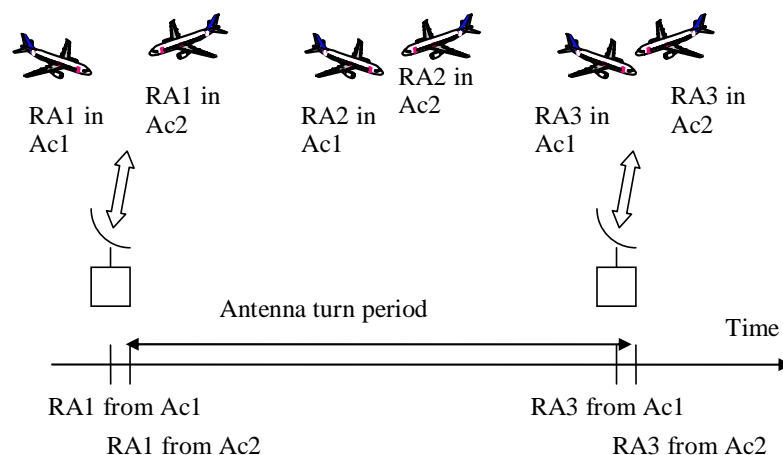 RA1 in
Ac1
RA1 in
Ac2
RA2 in
Ac1
RA2 in
Ac2
RA3 in
Ac1
RA3 in
Ac2
Antenna turn period
Time
RA1 from Ac1
RA3 from Ac1
RA1 from Ac2
RA3 from Ac2